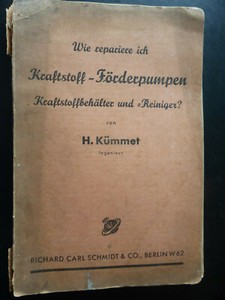 Wie repariere ich
Kraftstoff-Förderpumpen
Kraftstoffbehälter und -Reiniger?
von
H. Kümmet
Ingenieur
RICHARD CARL SCHMIDT & CO., BERLIN W 62